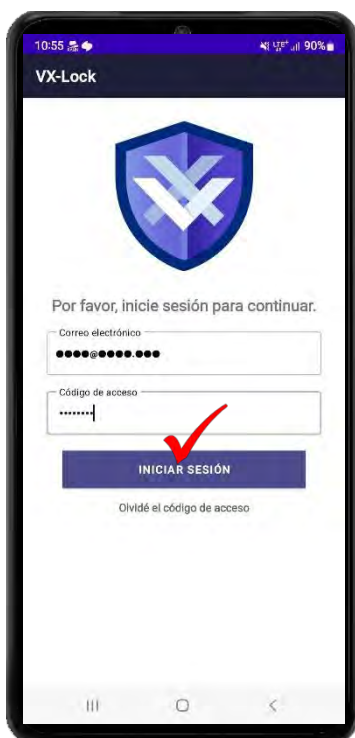 10:55 LTE+ 90%
VX-Lock
Por favor, inicie sesión para continuar.
Correo electrónico
●●●●@●●●●.●●●
Código de acceso
••••••••
INICIAR SESIÓN
Olvidé el código de acceso